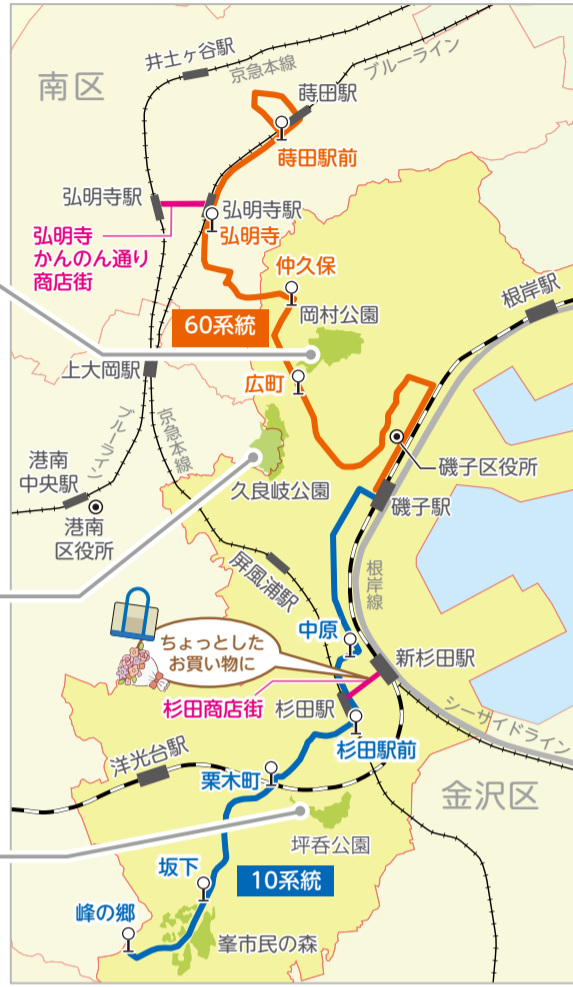 井土ヶ谷駅
京急本線
ブルーライン
南区
蒔田駅
蒔田駅前
弘明寺駅
弘明寺駅
弘明寺
弘明寺
かんのん通り
商店街
仲久保
根岸駅
60系統
岡村公園
上大岡駅
広町
ブルーライン
京急本線
港南
中央駅
磯子区役所
久良岐公園
磯子駅
港南
区役所
屏風浦駅
根岸線
中原
ちょっとした
お買い物に
新杉田駅
杉田商店街
杉田駅
シーサイドライン
杉田駅前
洋光台駅
栗木町
金沢区
坪呑公園
坂下
10系統
峰の郷
峯市民の森